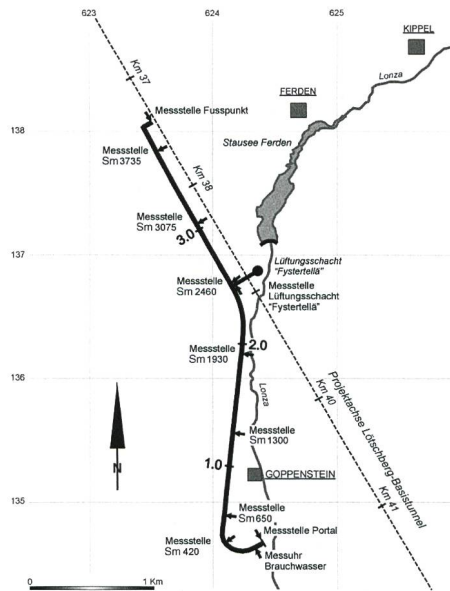 623
624
625
KIPPEL
Km 37
Lonza
FERDEN
Messstelle Fusspunkt
138
Stausee Ferden
Messstelle
Sm 3735
Km 38
Messstelle
Sm 3075
3.0
137
Lüftungsschacht
"Fystertellä"
Messstelle
Sm 2460
Messstelle
Lüftungsschacht
"Fystertellä"
2.0
Messstelle
Sm 1930
136
Lonza
Km 40
Projektachse Lötschberg-Basistunnel
Messstelle
Sm 1300
N
1.0
GOPPENSTEIN
Km 41
135
Messstelle
Sm 650
Messstelle Portal
Messstelle
Sm 420
Messuhr
Brauchwasser
0
1 Km